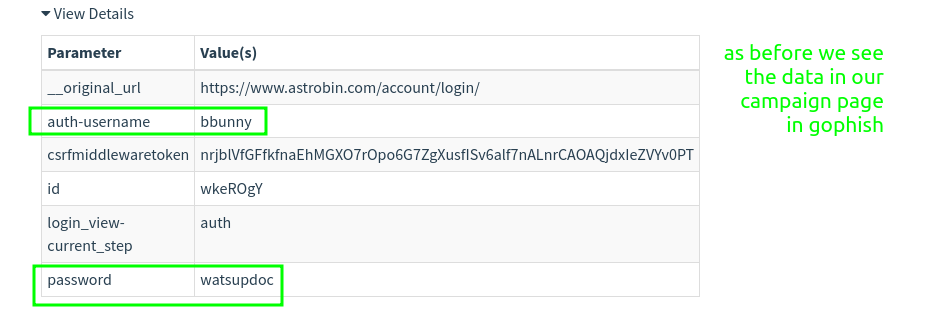 View Details
Parameter Value(s)
__original_url https://www.astrobin.com/account/login/
auth-username bbunny
csrfmiddlewaretoken nrjblVfGFfkfnaEhMGXO7rOpo6G7ZgXusfISv6alf7nALnrCAOAQjdxIeZVYv0PT
id wkeROgY
login_view- auth
current_step
password watsupdoc
as before we see
the data in our
campaign page
in gophish